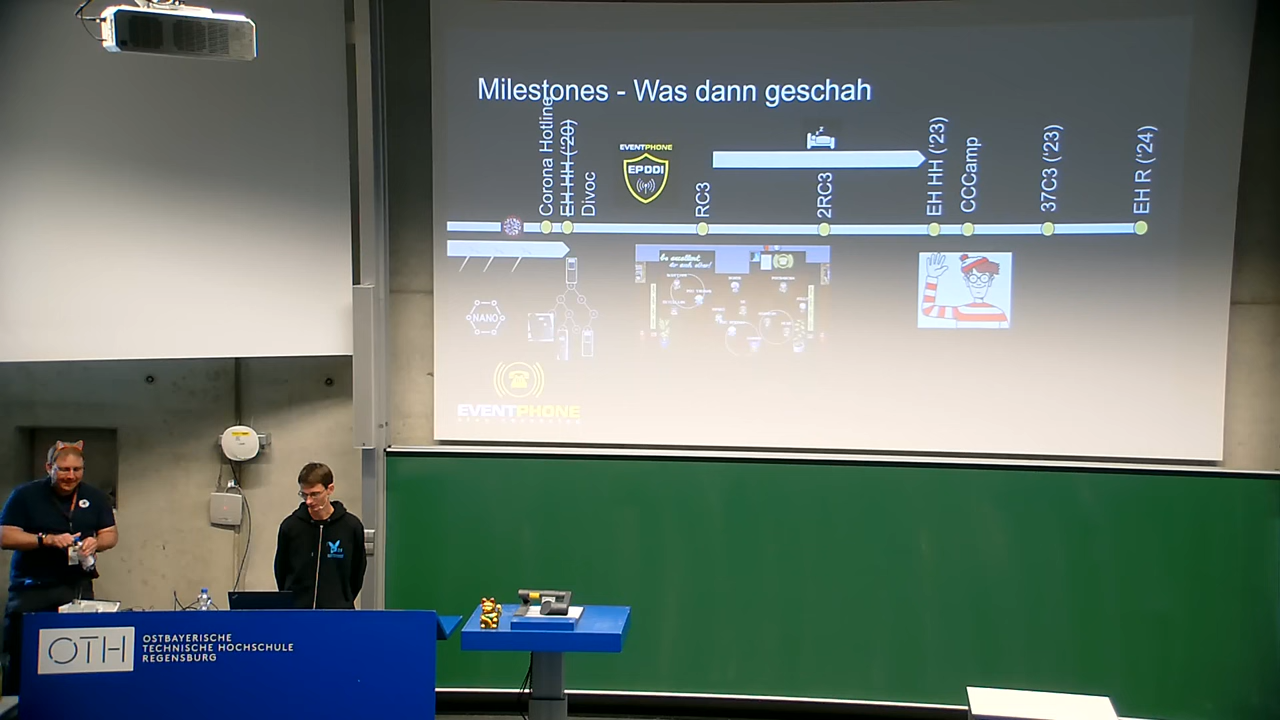 Milestones - Was dann geschah
Corona Hotline
EH HH ('20)
Divoc
EVENTPHONE
EPDDI
RC3
2RC3
EH HH ('23)
CCCamp
37C3 ('23)
EH R ('24)
be excellent
to each other!
NANO
EVENTPHONE
OTH
OSTBAYERISCHE
TECHNISCHE HOCHSCHULE
REGENSBURG